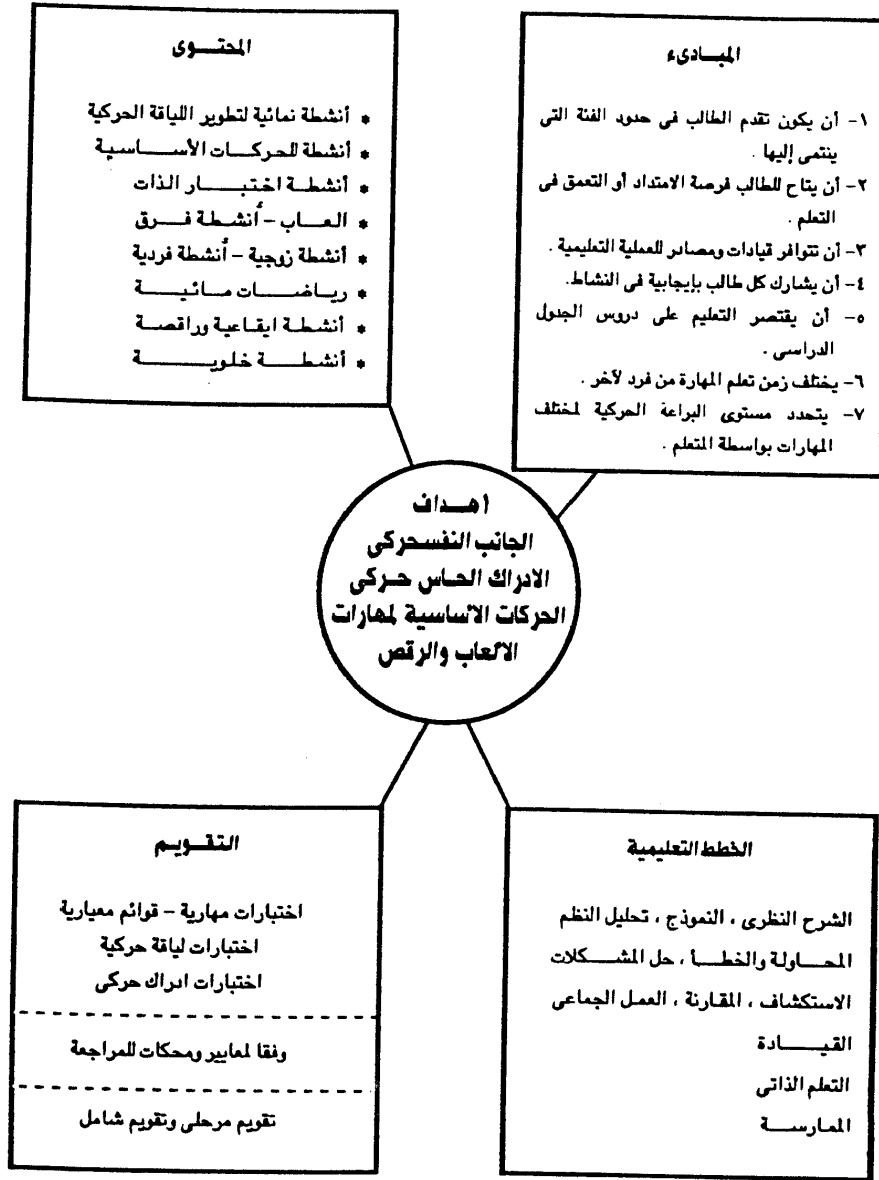 المبادىء
١- أن يكون تقدم الطالب فى حدود الفئة التى
ينتمى إليها .
٢- أن يتاح للطالب فرصة الامتداد أو التعمق فى
التعلم .
٣- أن تتوافر قيادات ومصادر للعملية التعليمية .
٤- أن يشارك كل طالب بإيجابية فى النشاط.
٥- أن يقتصر التعليم على دروس الجدول
الدراسى .
٦- يختلف زمن تعلم المهارة من فرد لآخر .
٧- يتحدد مستوى البراعة الحركية لمختلف
المهارات بواسطة المتعلم .
المحتوى
* أنشطة نمائية لتطوير اللياقة الحركية
* أنشطة للحركات الأساسية
* أنشطة اختبار الذات
* العاب – أنشطة فرق
* أنشطة زوجية – أنشطة فردية
* رياضات مائية
* أنشطة ايقاعية وراقصة
* أنشطة خلوية
اهداف
الجانب النفسحركى
الادراك الحاس حركى
الحركات الاساسية لمهارات
الالعاب والرقص
الخطط التعليمية
الشرح النظرى ، النموذج ، تحليل النظم
المحاولة والخطأ ، حل المشكلات
الاستكشاف ، المقارنة ، العمل الجماعى
القيادة
التعلم الذاتى
الممارسة
التقويم
اختبارات مهارية – قوائم معيارية
اختبارات لياقة حركية
اختبارات ادراك حركى
وفقا لمعايير ومحكات للمراجعة
تقويم مرحلى وتقويم شامل